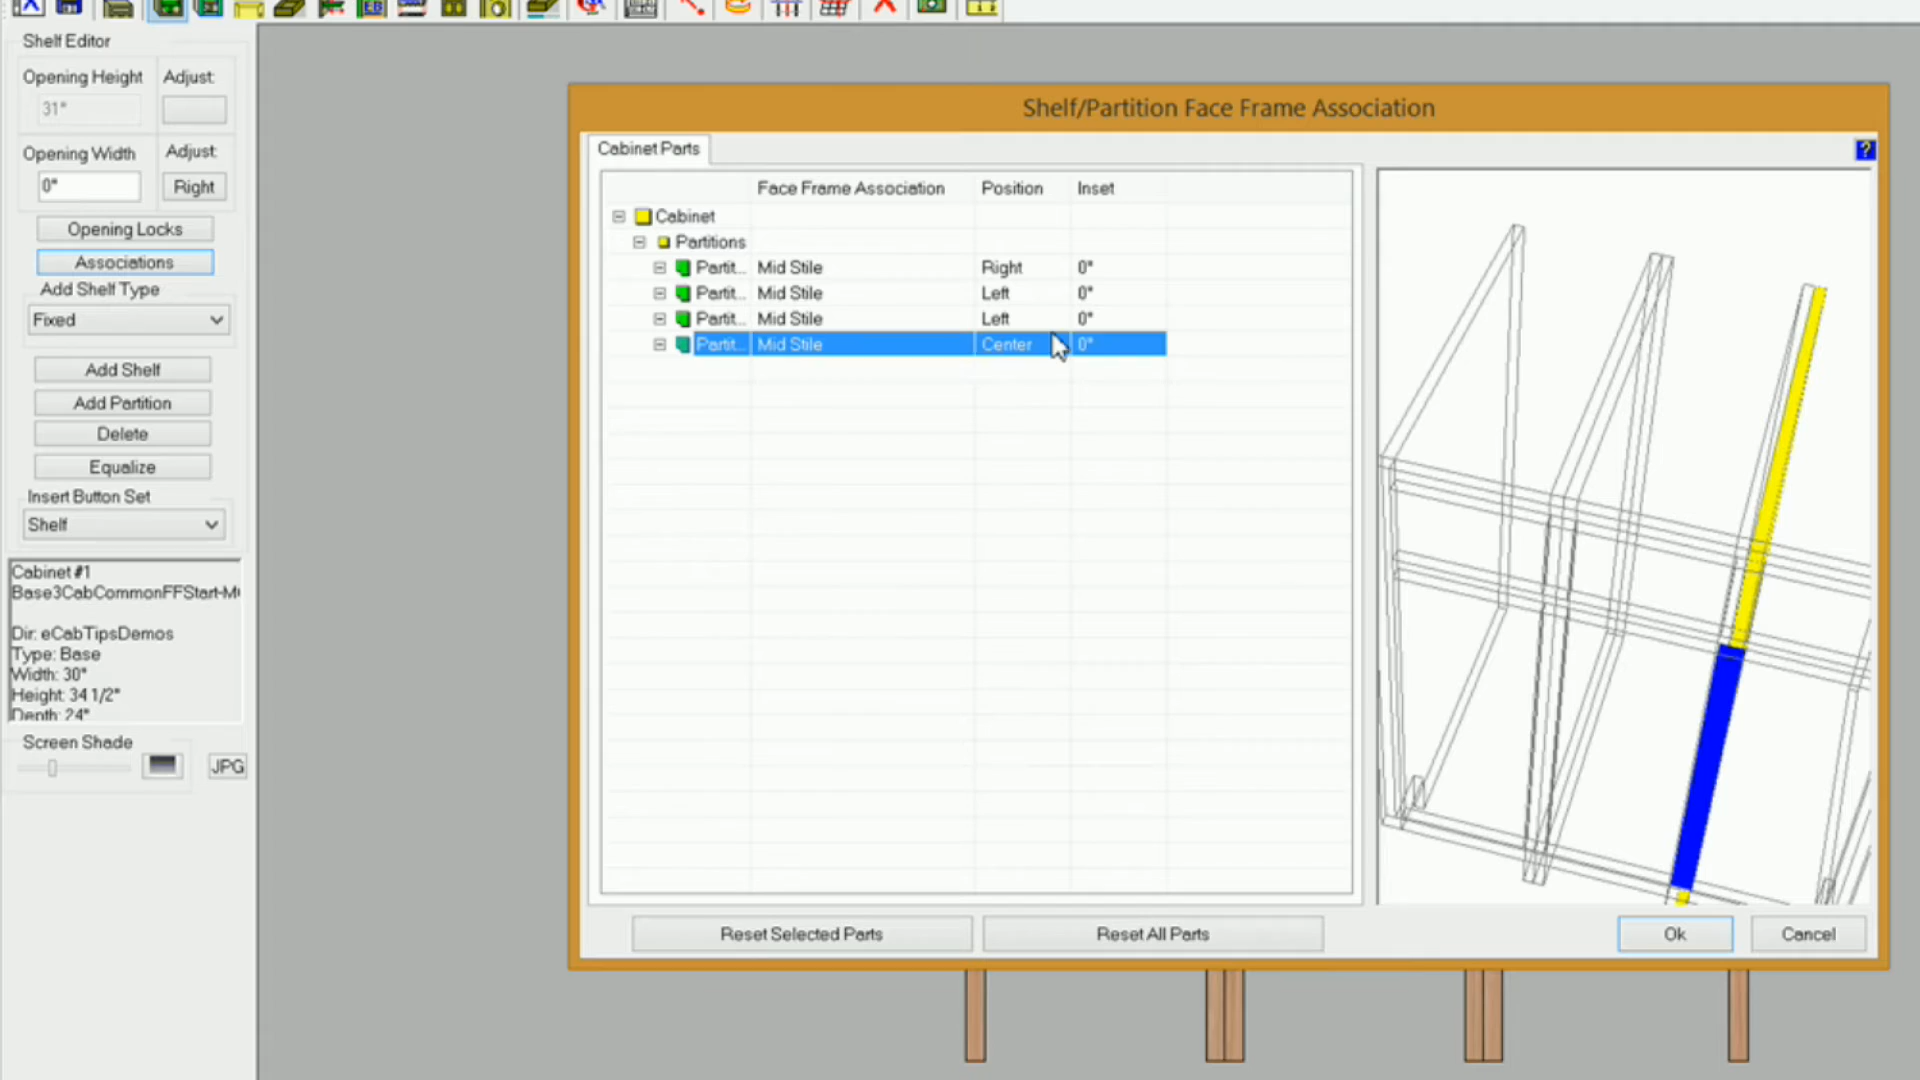 Shelf Editor
Opening Height Adjust:
31"
Opening Width Adjust:
0" Right
Opening Locks
Associations
Add Shelf Type
Fixed
Add Shelf
Add Partition
Delete
Equalize
Insert Button Set
Shelf
Cabinet #1
Base3CabCommonFFStart-M
Dir: eCabTipsDemos
Type: Base
Width: 30"
Height: 34 1/2"
Depth: 24"
Screen Shade
JPG
Shelf/Partition Face Frame Association
Cabinet Parts
?
Face Frame Association Position Inset
Cabinet
Partitions
Partit... Mid Stile Right 0"
Partit... Mid Stile Left 0"
Partit... Mid Stile Left 0"
Partit... Mid Stile Center 0"
Reset Selected Parts Reset All Parts Ok Cancel